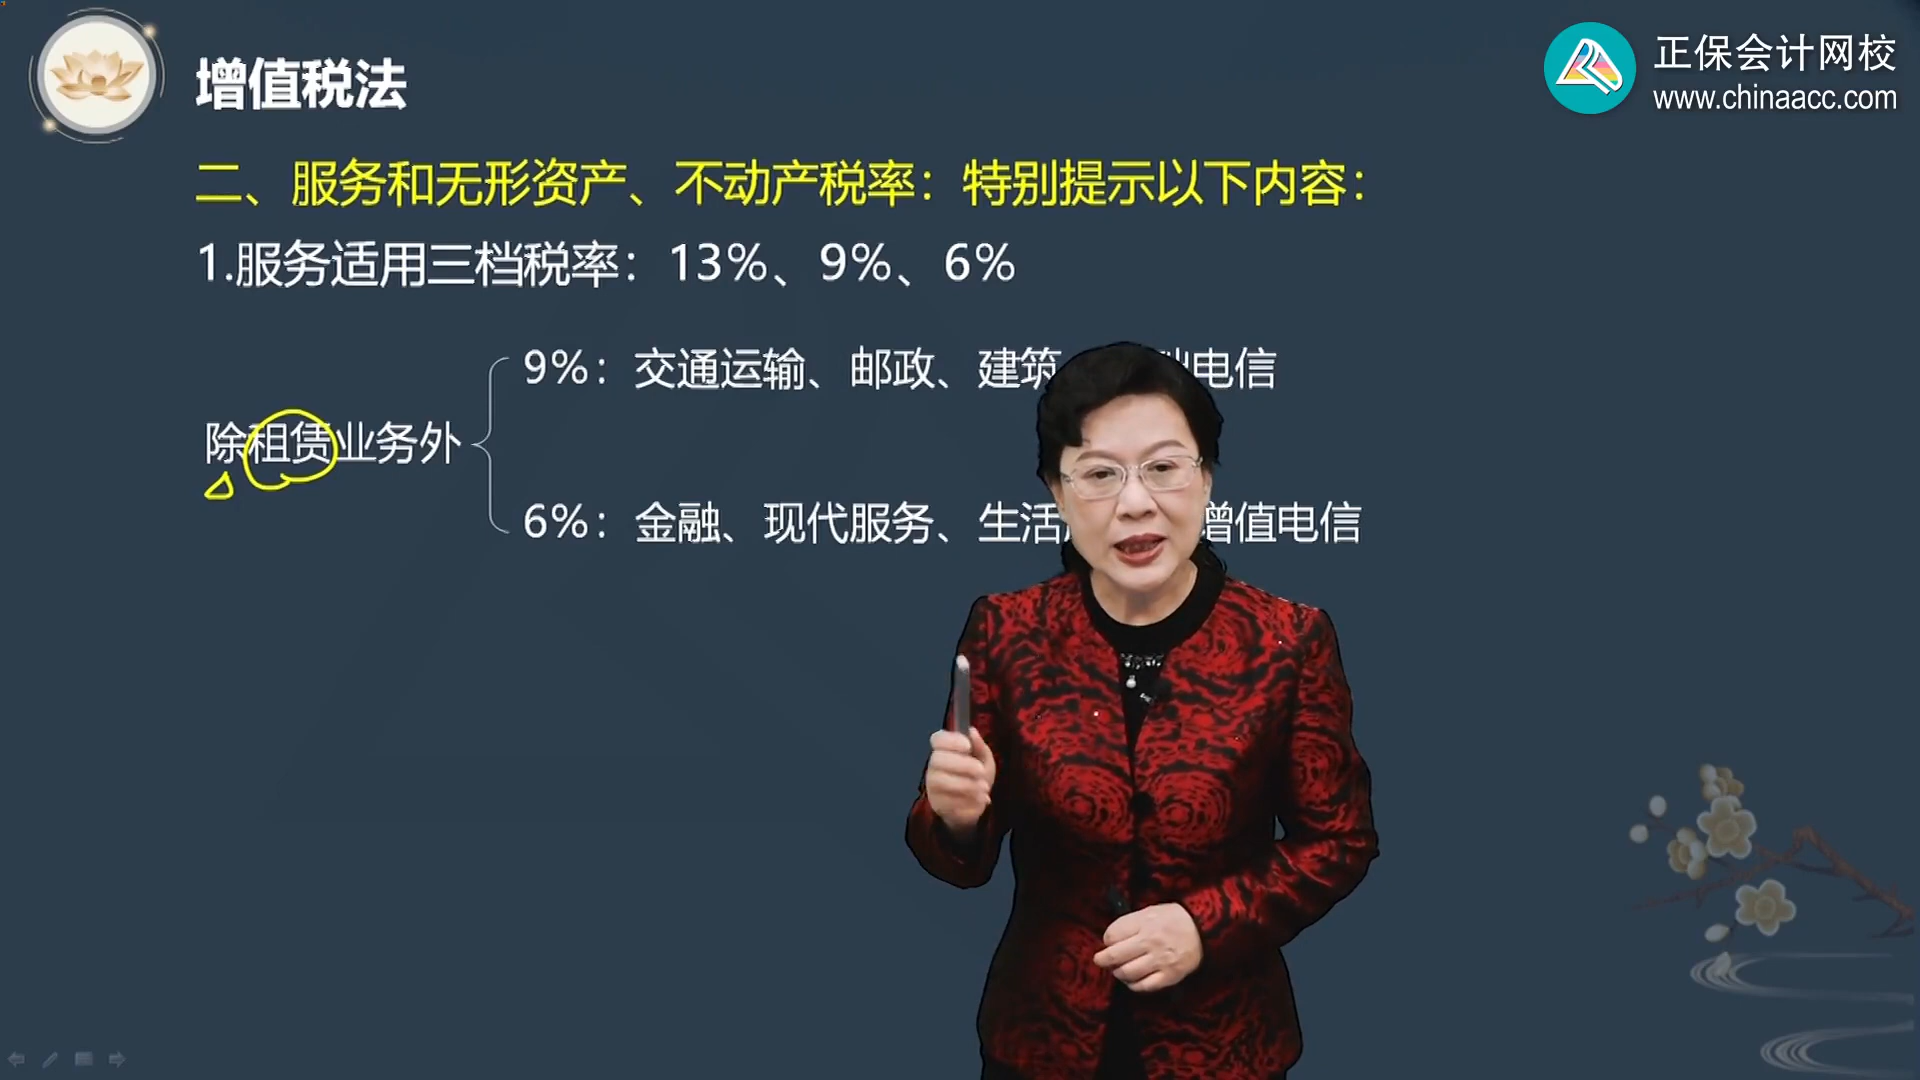 增值税法
正保会计网校
www.chinaacc.com
二、服务和无形资产、不动产税率：特别提示以下内容：
1.服务适用三档税率：13%、9%、6%
9%：交通运输、邮政、建筑 电信
除租赁业务外
6%：金融、现代服务、生活 增值电信